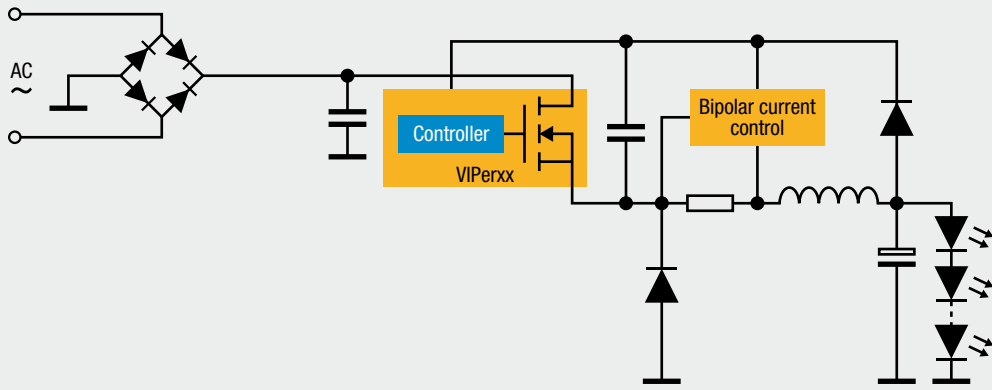 AC
~
Controller
VIPerxx
Bipolar current
control